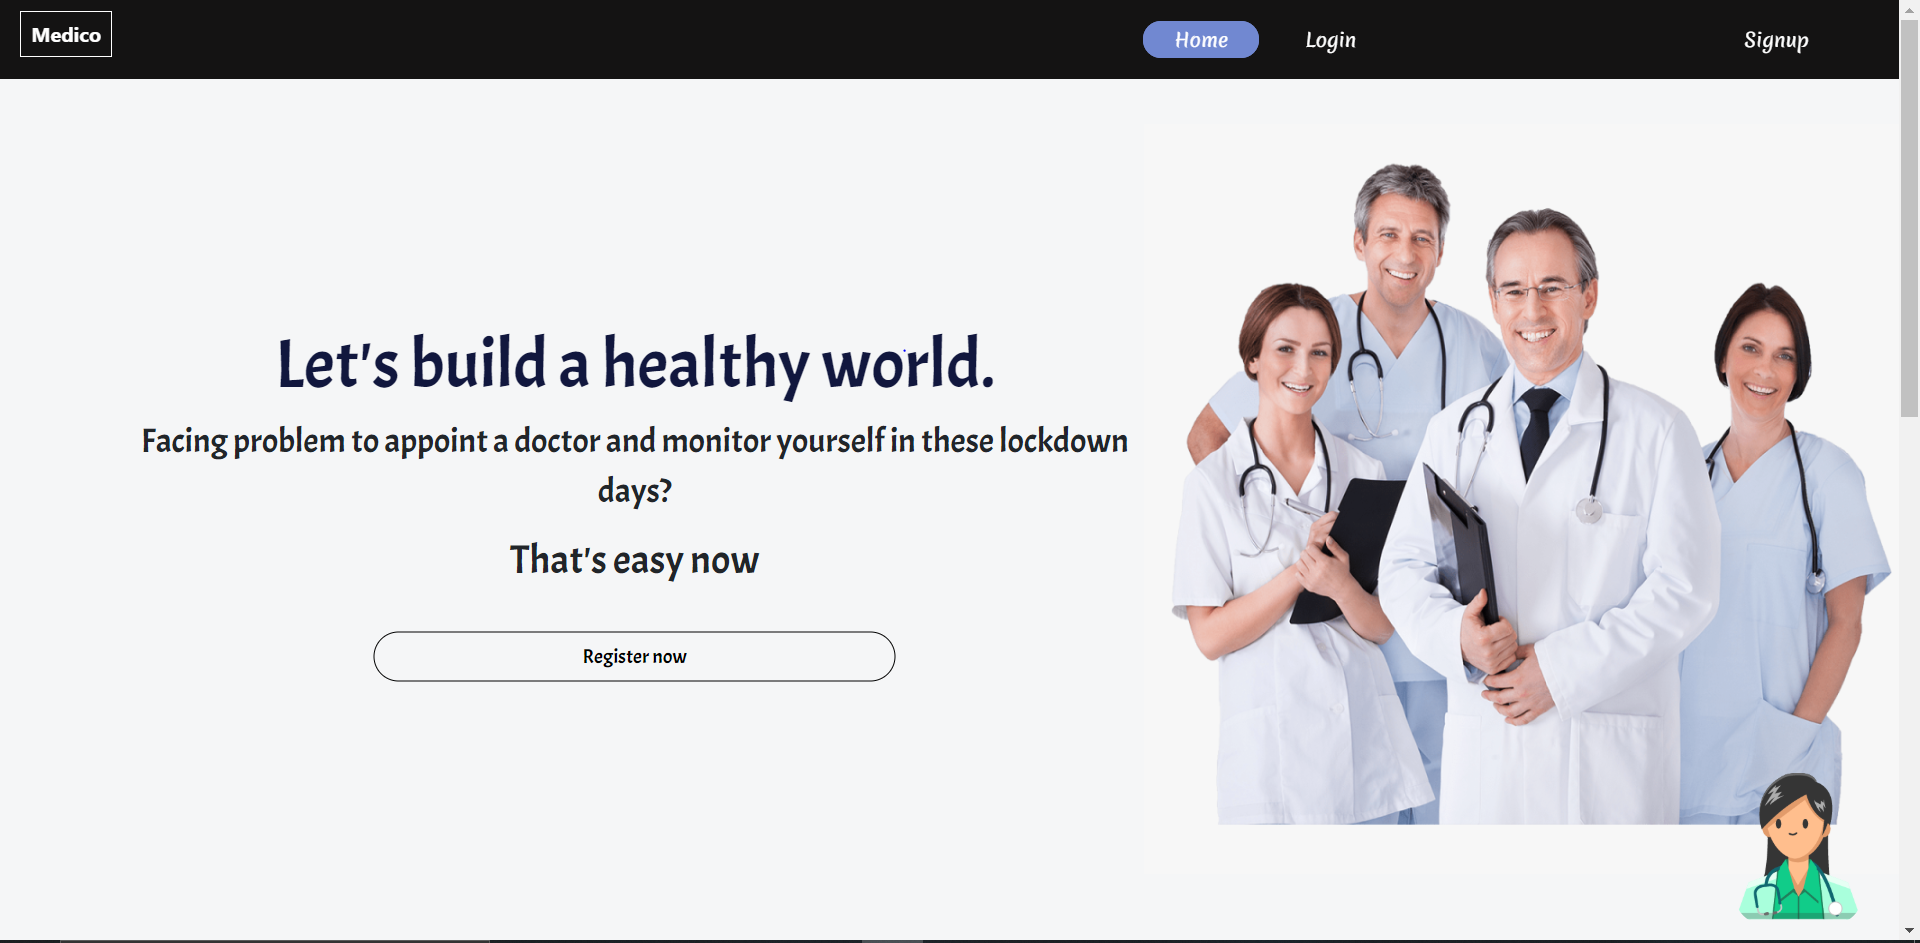 Medico
Home
Login
Signup
Let's build a healthy world.
Facing problem to appoint a doctor and monitor yourself in these lockdown
days?
That's easy now
Register now